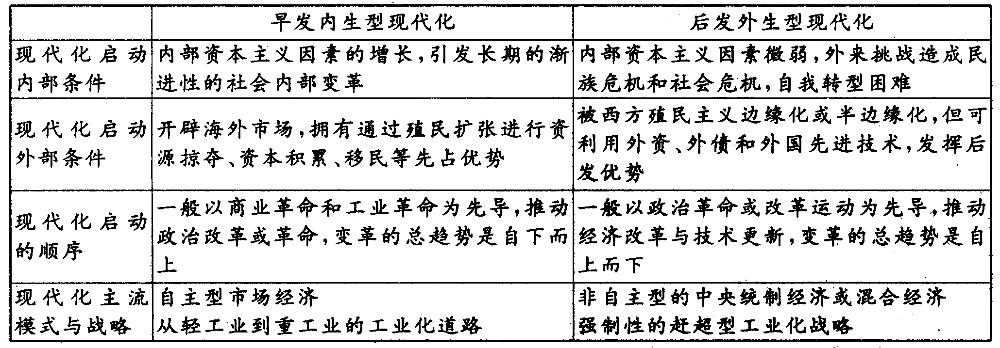 早发内生型现代化
后发外生型现代化
现代化启动
内部条件
内部资本主义因素的增长,引发长期的渐
进性的社会内部变革
内部资本主义因素微弱,外来挑战造成民
族危机和社会危机,自我转型困难
现代化启动
外部条件
开辟海外市场,拥有通过殖民扩张进行资
源掠夺、资本积累、移民等先占优势
被西方殖民主义边缘化或半边缘化,但可
利用外资、外债和外国先进技术,发挥后
发优势
现代化启动
的顺序
一般以商业革命和工业革命为先导,推动
政治改革或革命,变革的总趋势是自下而
上
一般以政治革命或改革运动为先导,推动
经济改革与技术更新,变革的总趋势是自
上而下
现代化主流
模式与战略
自主型市场经济
从轻工业到重工业的工业化道路
非自主型的中央统制经济或混合经济
强制性的赶超型工业化战略